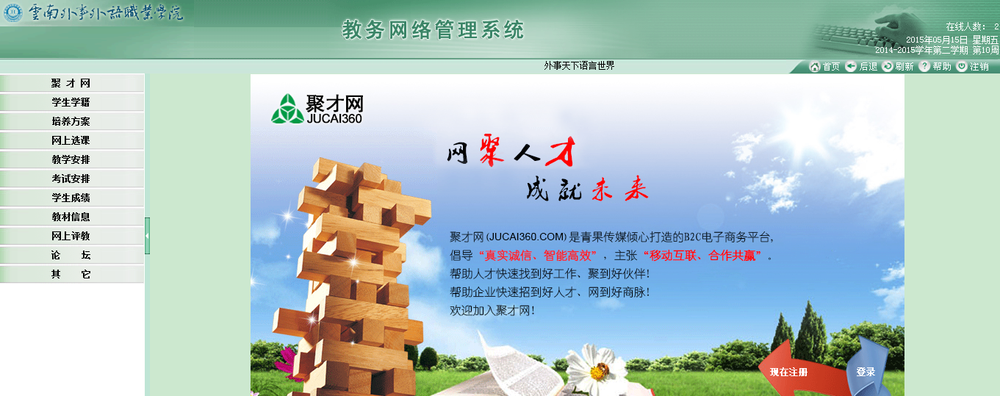 雲南外事外語職業學院
教务网络管理系统
在线人数： 2
2015年05月15日 星期五
2014-2015学年第二学期 第10周
外事天下语言世界
首页 后退 刷新 帮助 注销
聚 才 网
学生学籍
培养方案
网上选课
教学安排
考试安排
学生成绩
教材信息
网上评教
论 坛
其 它
聚才网
JUCAI360
网聚人才
成就未来
聚才网(JUCAI360.COM)是青果传媒倾心打造的B2C电子商务平台,
倡导“真实诚信、智能高效”，主张“移动互联、合作共赢”。
帮助人才快速找到好工作、聚到好伙伴!
帮助企业快速招到好人才、网到好商脉!
欢迎加入聚才网!
现在注册
登录